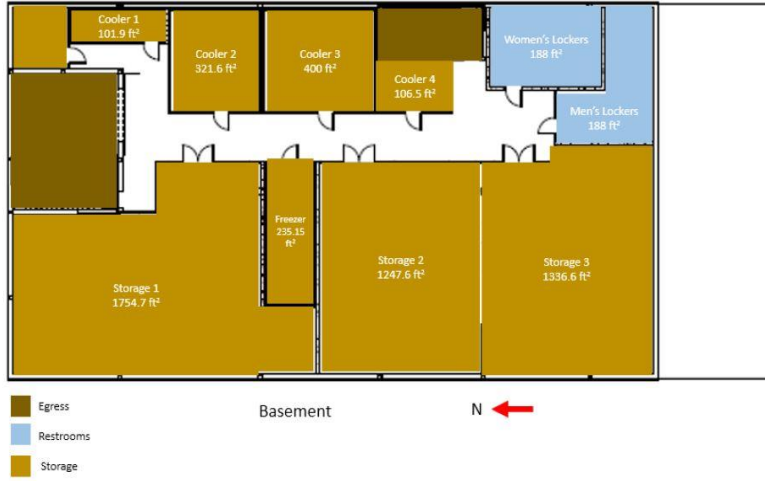 Cooler 1
101.9 ft²
Cooler 2
321.6 ft²
Cooler 3
400 ft²
Cooler 4
106.5 ft²
Women's Lockers
188 ft²
Men's Lockers
188 ft²
Freezer
235.15
ft²
Storage 1
1754.7 ft²
Storage 2
1247.6 ft²
Storage 3
1336.6 ft²
Egress
Restrooms
Storage
Basement
N